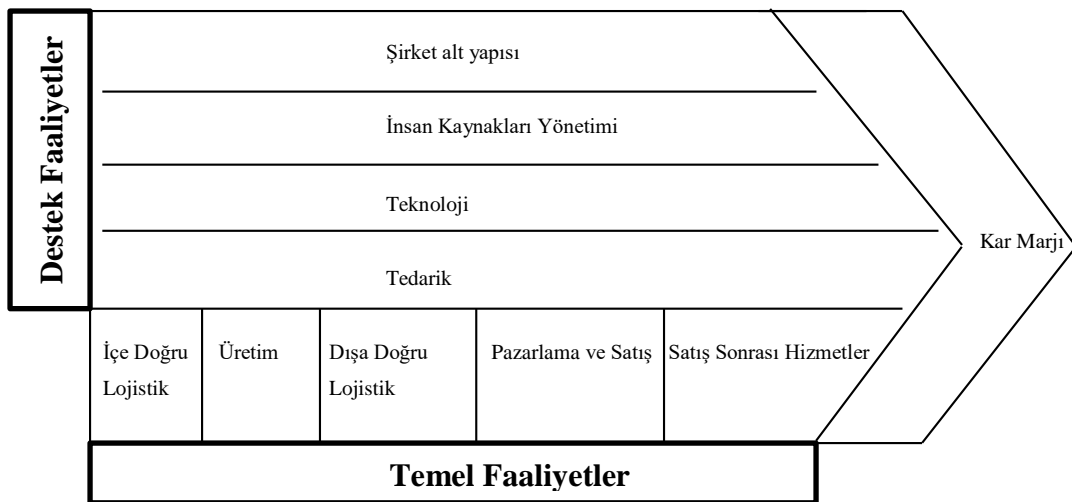 Destek Faaliyetler
Şirket alt yapısı
İnsan Kaynakları Yönetimi
Teknoloji
Tedarik
Kar Marjı
İçe Doğru
Lojistik
Üretim
Dışa Doğru
Lojistik
Pazarlama ve Satış
Satış Sonrası Hizmetler
Temel Faaliyetler